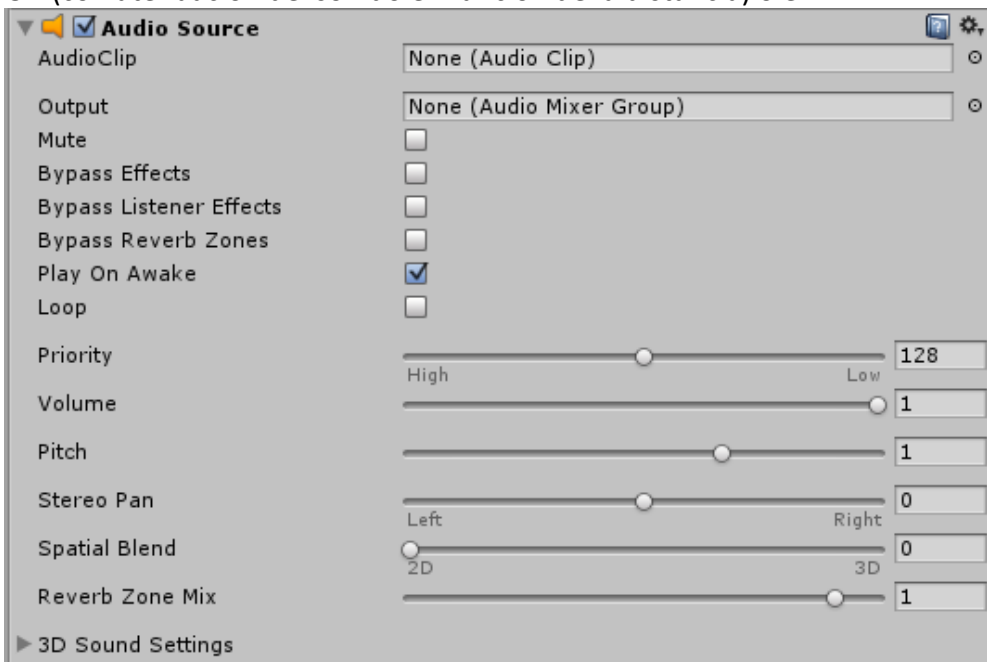 Audio Source
AudioClip None (Audio Clip)
Output None (Audio Mixer Group)
Mute
Bypass Effects
Bypass Listener Effects
Bypass Reverb Zones
Play On Awake
Loop
Priority 128
High Low
Volume 1
Pitch 1
Stereo Pan 0
Left Right
Spatial Blend 0
2D 3D
Reverb Zone Mix 1
3D Sound Settings